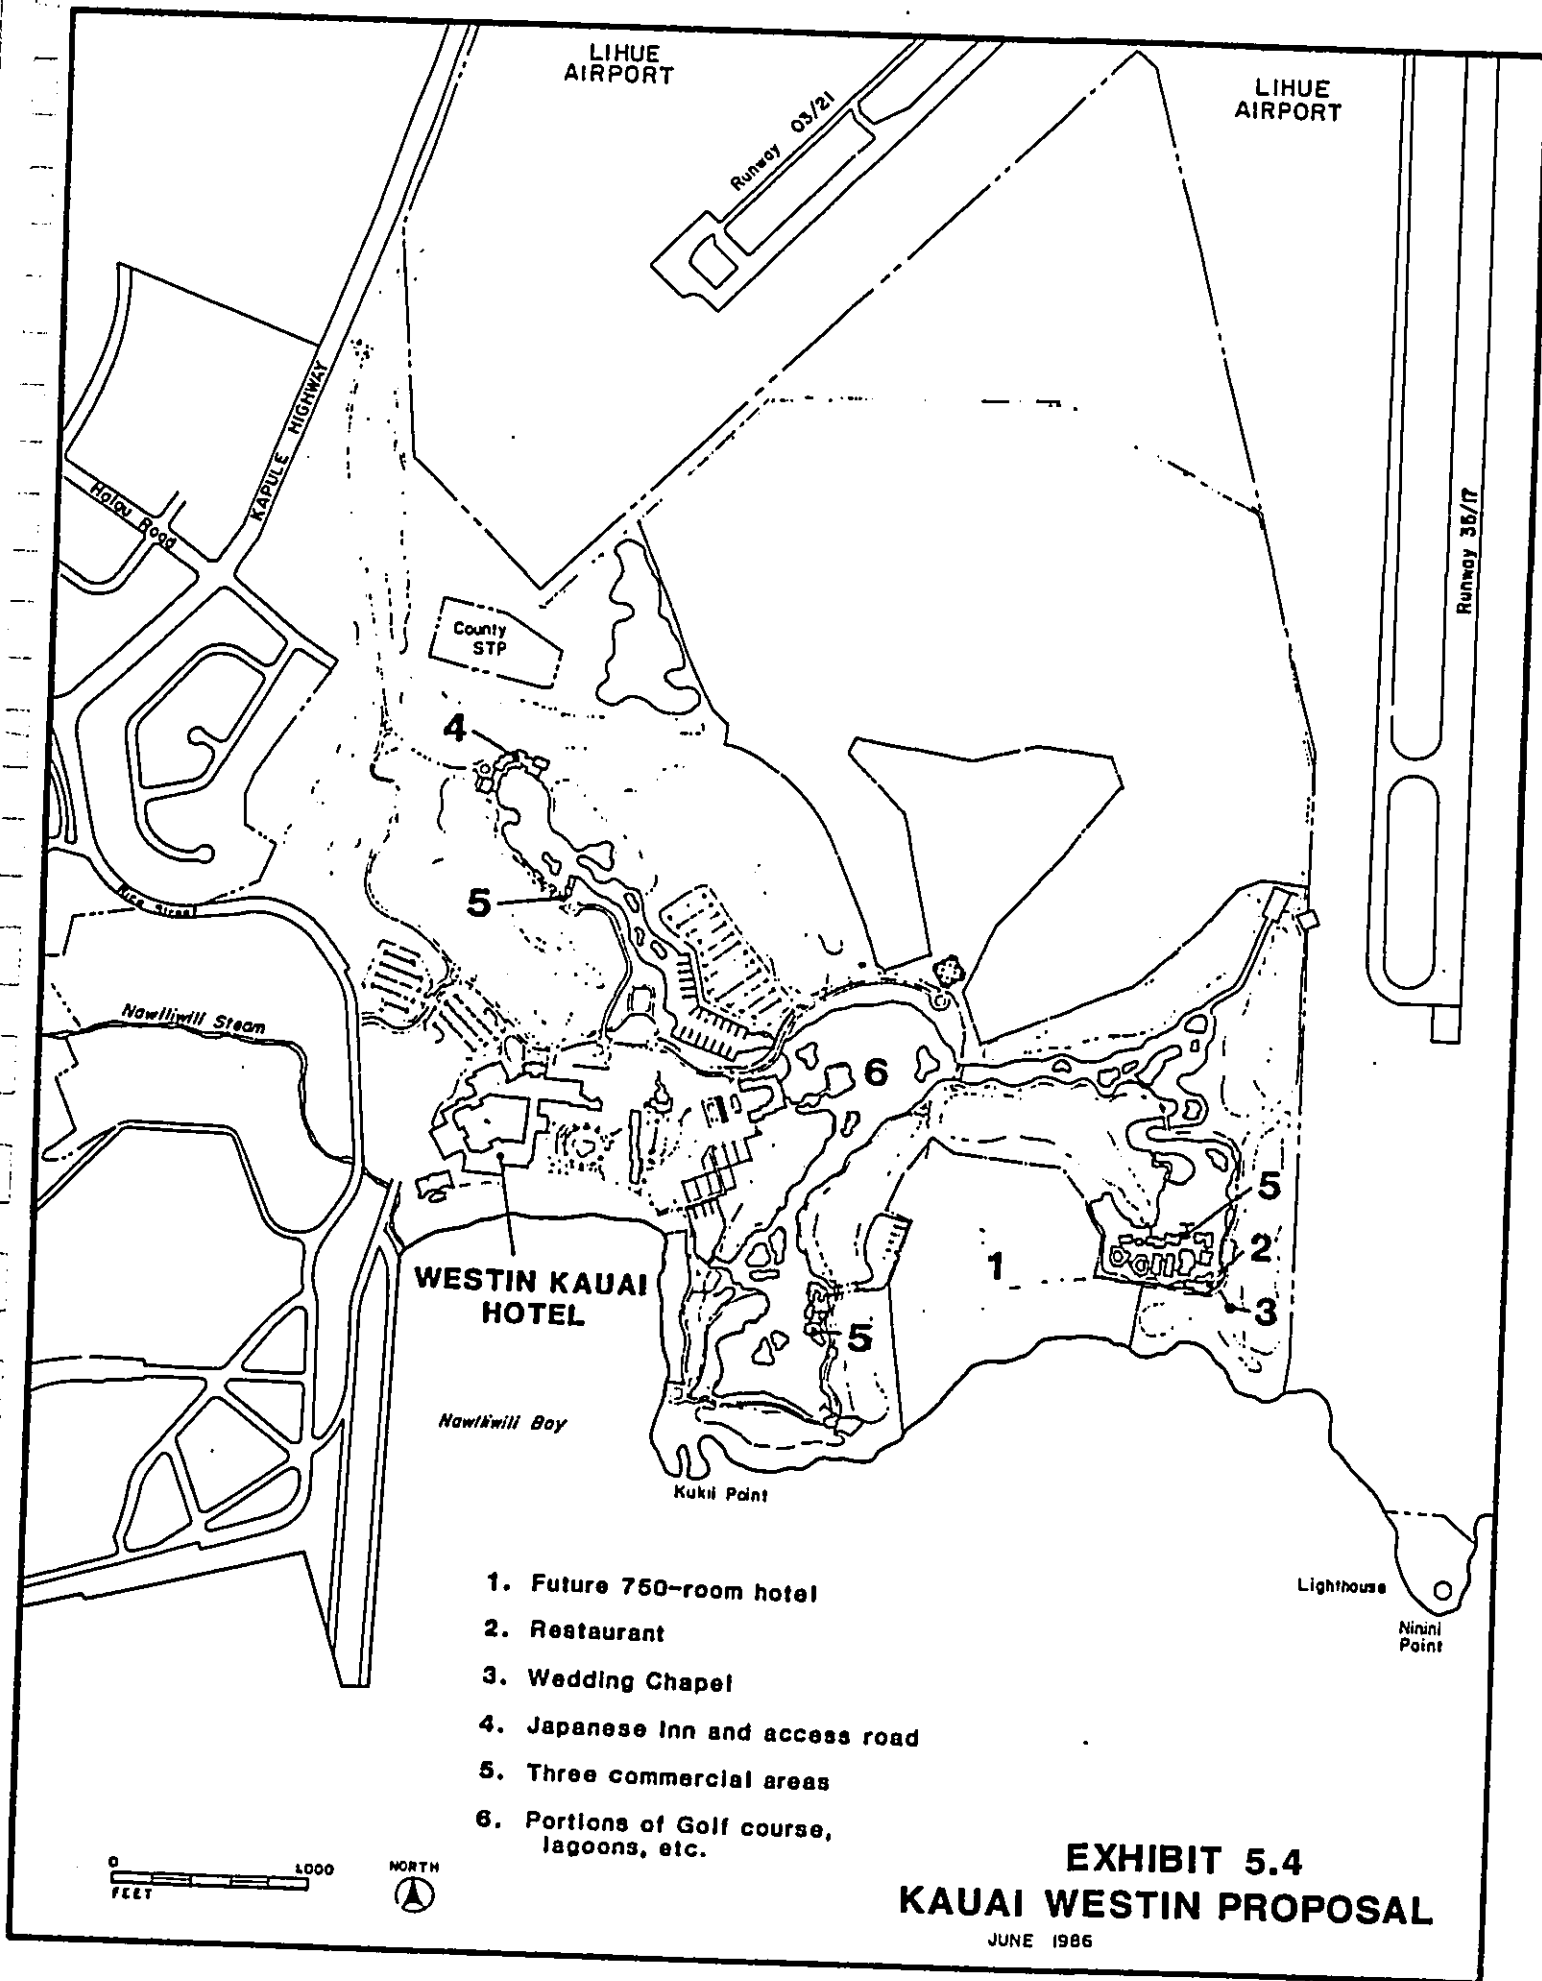 LIHUE
AIRPORT
LIHUE
AIRPORT
Runway 03/21
KAPULE HIGHWAY
Halau Road
Runway 35/17
County
STP
4
5
Rice Street
Nawiliwili Steam
6
5
2
1
3
WESTIN KAUAI
HOTEL
5
Nawiliwili Bay
Kukii Point
Lighthouse
Ninini
Point
1. Future 750-room hotel
2. Restaurant
3. Wedding Chapel
4. Japanese Inn and access road
5. Three commercial areas
6. Portions of Golf course,
lagoons, etc.
0 1,000
FEET
NORTH
EXHIBIT 5.4
KAUAI WESTIN PROPOSAL
JUNE 1986